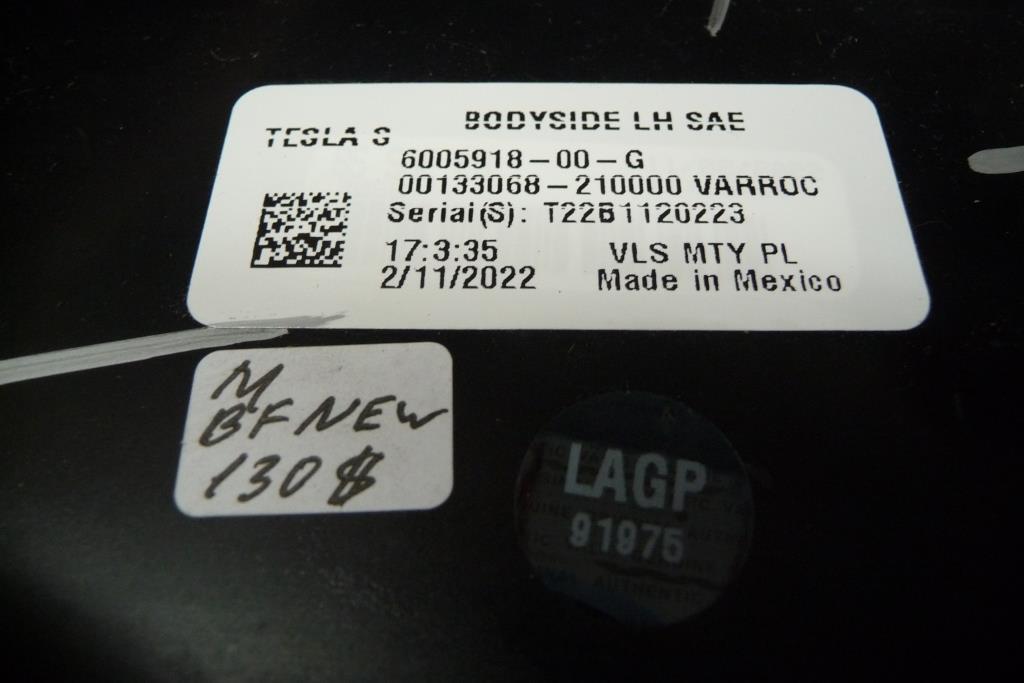 TESLA S
BODYSIDE LH SAE
6005918-00-G
00133068-210000 VARROC
Serial(S): T22B1120223
17:3:35
VLS MTY PL
2/11/2022
Made in Mexico
M
BF NEW
130$
LAGP
91975
AUTHENTIC